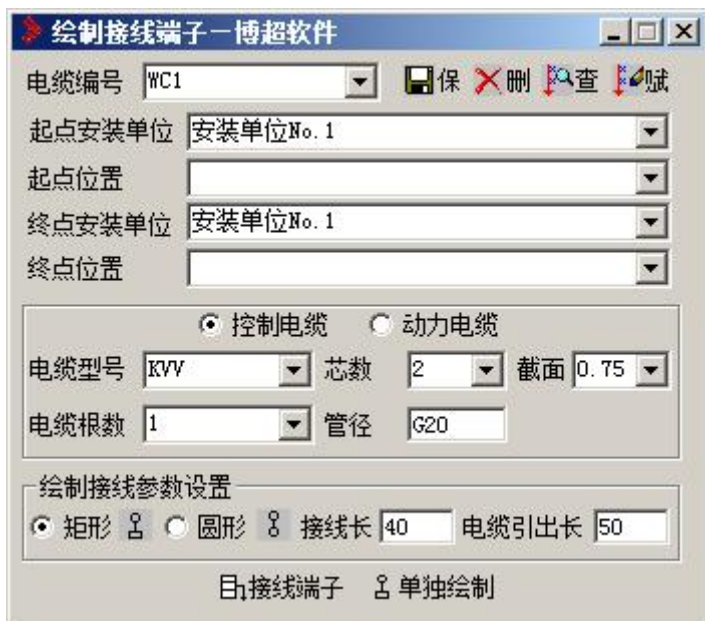 绘制接线端子－博超软件
电缆编号 WC1 保 删 查 赋
起点安装单位 安装单位No.1
起点位置
终点安装单位 安装单位No.1
终点位置
控制电缆 动力电缆
电缆型号 KVV 芯数 2 截面 0.75
电缆根数 1 管径 G20
绘制接线参数设置
矩形 圆形 接线长 40 电缆引出长 50
接线端子 单独绘制